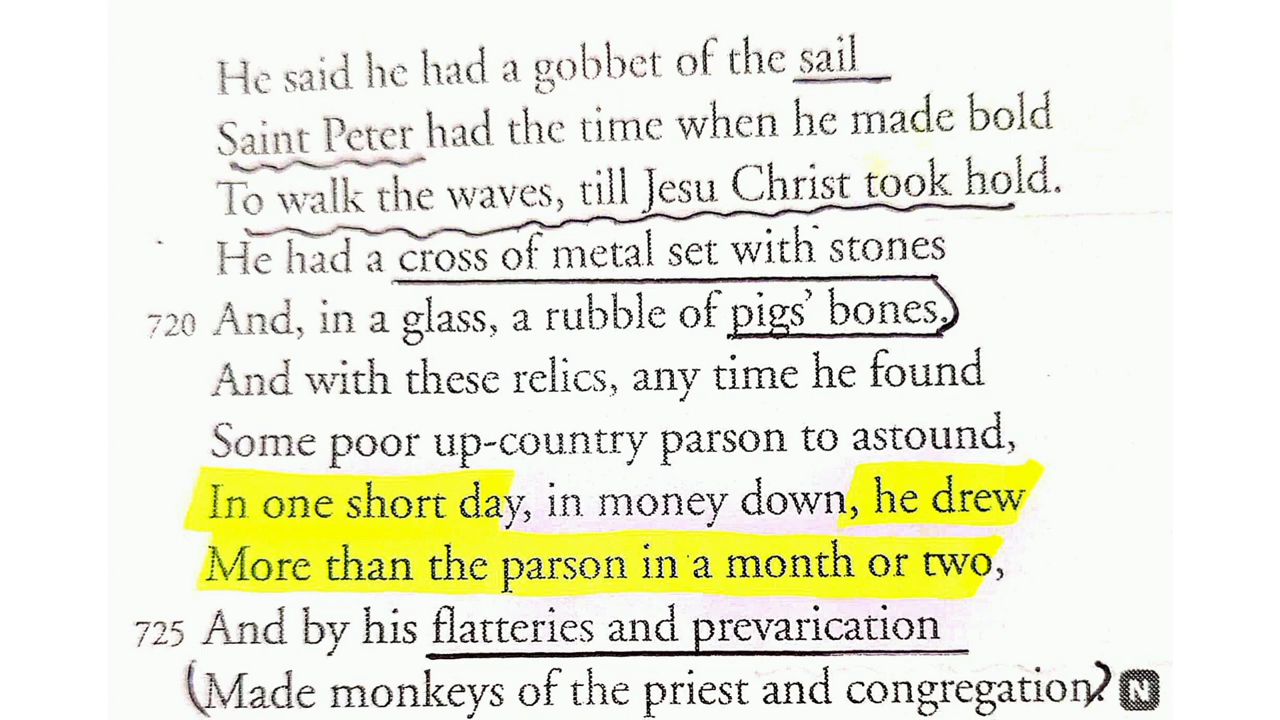 He said he had a gobbet of the sail
Saint Peter had the time when he made bold
To walk the waves, till Jesu Christ took hold.
He had a cross of metal set with stones
720 And, in a glass, a rubble of pigs' bones.
And with these relics, any time he found
Some poor up-country parson to astound,
In one short day, in money down, he drew
More than the parson in a month or two,
725 And by his flatteries and prevarication
(Made monkeys of the priest and congregation. N